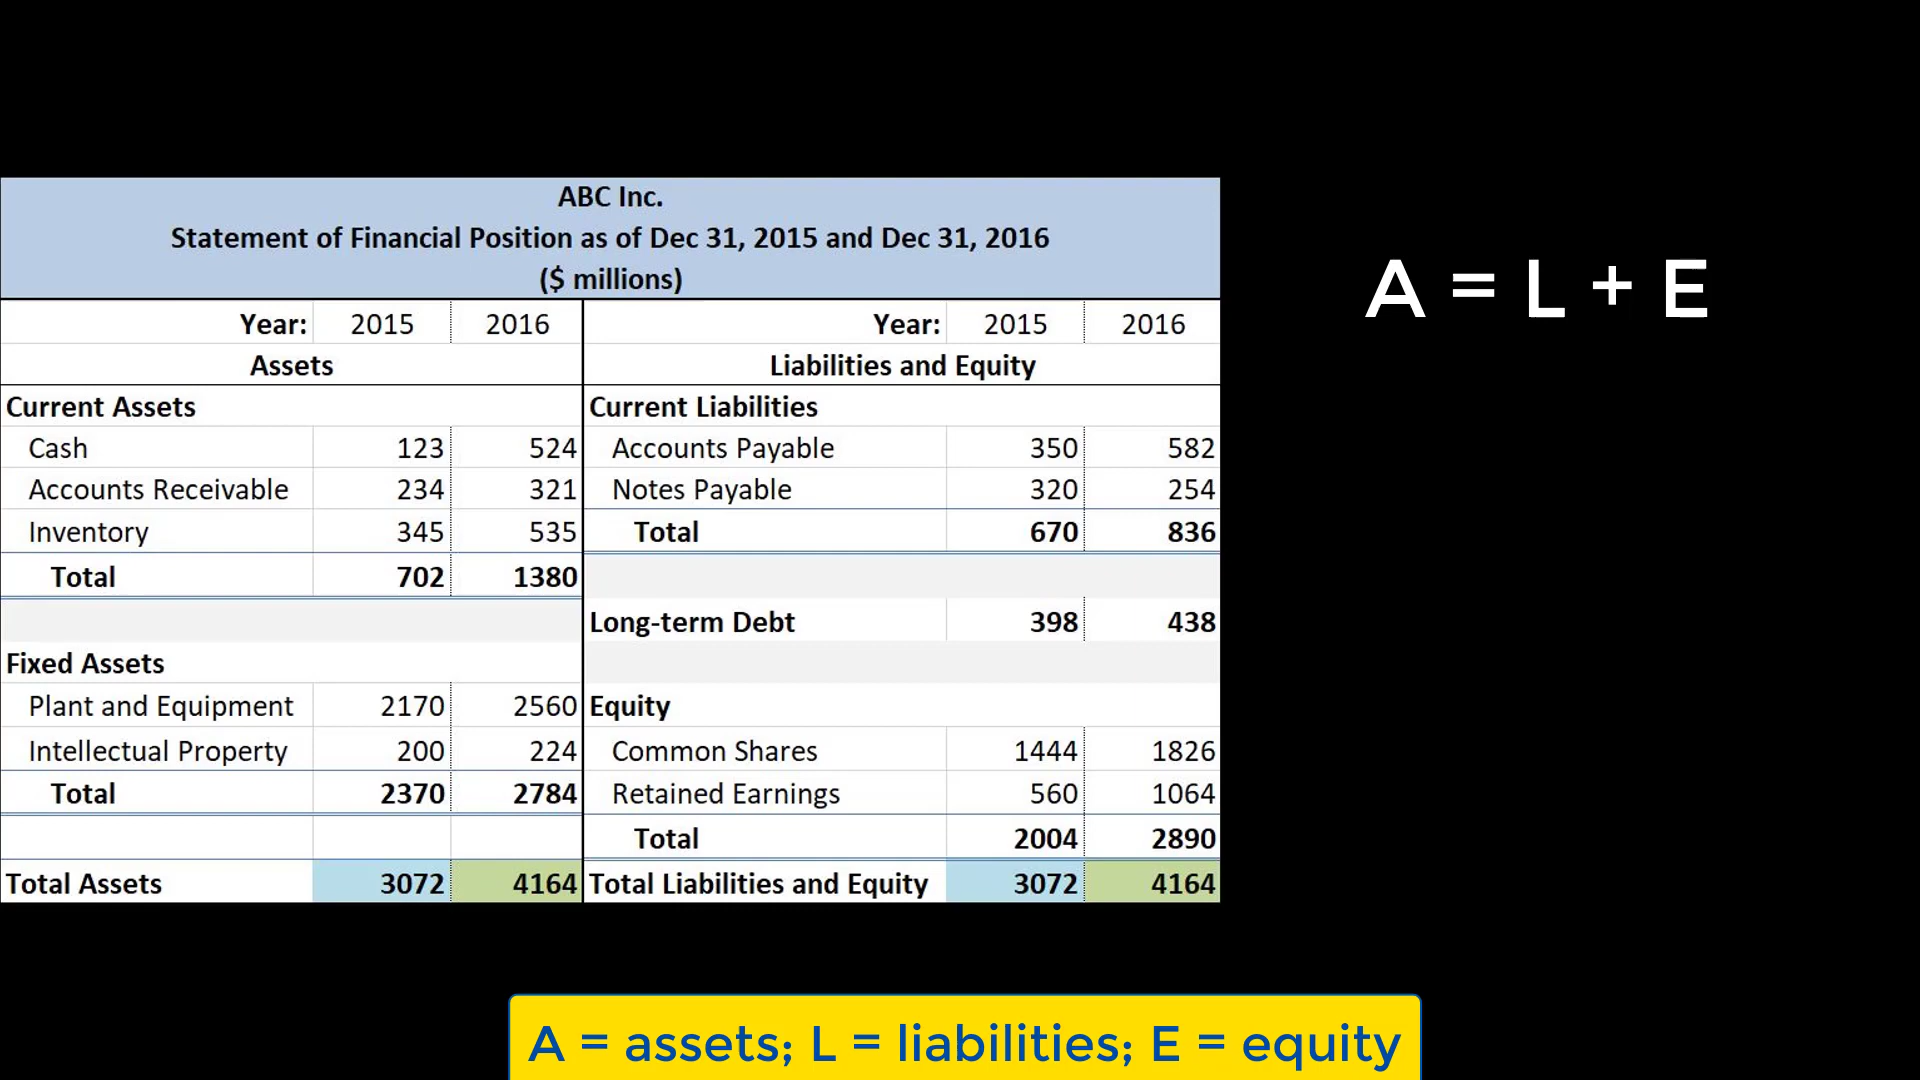 ABC Inc.
Statement of Financial Position as of Dec 31, 2015 and Dec 31, 2016
($ millions)
A = L + E
Year: 2015 2016 Year: 2015 2016
Assets Liabilities and Equity
Current Assets Current Liabilities
Cash 123 524 Accounts Payable 350 582
Accounts Receivable 234 321 Notes Payable 320 254
Inventory 345 535 Total 670 836
Total 702 1380
Long-term Debt 398 438
Fixed Assets
Plant and Equipment 2170 2560 Equity
Intellectual Property 200 224 Common Shares 1444 1826
Total 2370 2784 Retained Earnings 560 1064
Total 2004 2890
Total Assets 3072 4164 Total Liabilities and Equity 3072 4164
A = assets; L = liabilities; E = equity